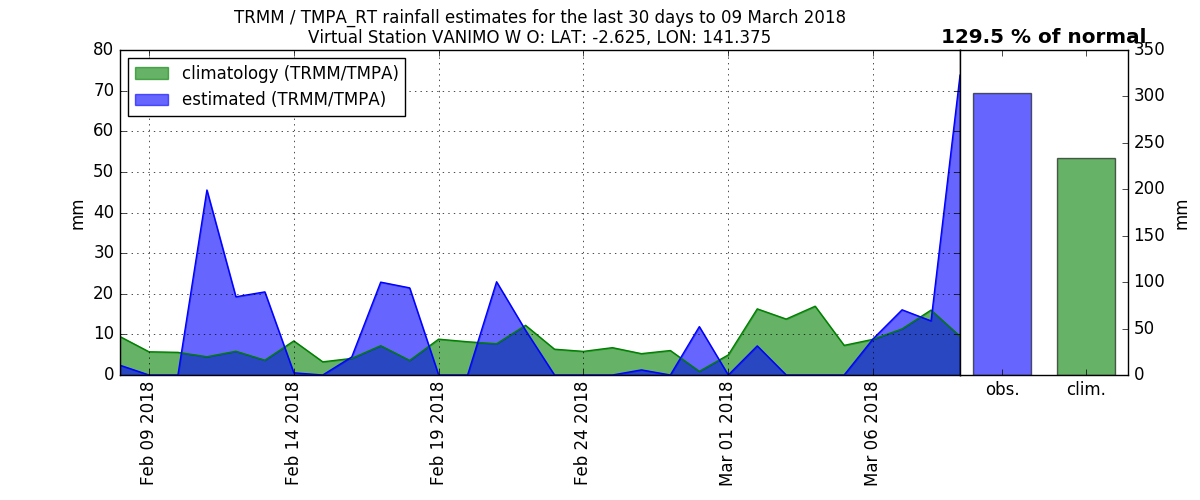 TRMM / TMPA_RT rainfall estimates for the last 30 days to 09 March 2018
Virtual Station VANIMO W O: LAT: -2.625, LON: 141.375
129.5 % of normal
climatology (TRMM/TMPA)
estimated (TRMM/TMPA)
mm
80
70
60
50
40
30
20
10
0
Feb 09 2018
Feb 14 2018
Feb 19 2018
Feb 24 2018
Mar 01 2018
Mar 06 2018
obs.
clim.
350
300
250
200
150
100
50
0
mm